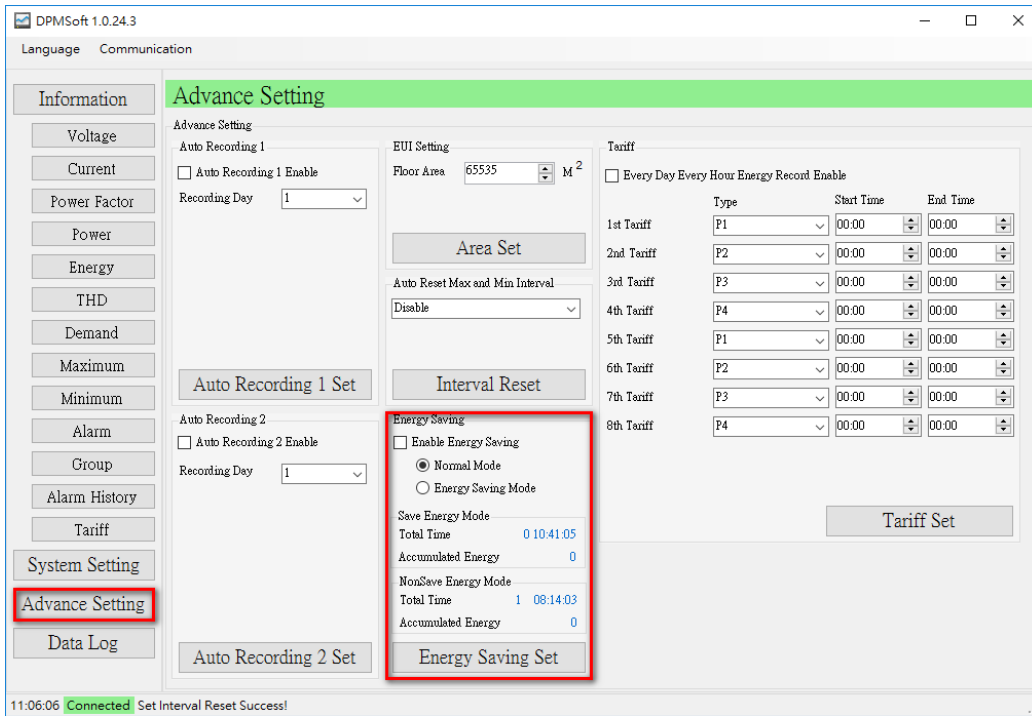 DPMSoft 1.0.24.3
Language Communication
Information
Voltage
Current
Power Factor
Power
Energy
THD
Demand
Maximum
Minimum
Alarm
Group
Alarm History
Tariff
System Setting
Advance Setting
Data Log
Advance Setting
Advance Setting
Auto Recording 1
Auto Recording 1 Enable
Recording Day 1
Auto Recording 1 Set
Auto Recording 2
Auto Recording 2 Enable
Recording Day 1
Auto Recording 2 Set
EUI Setting
Floor Area 65535 M 2
Area Set
Auto Reset Max and Min Interval
Disable
Interval Reset
Energy Saving
Enable Energy Saving
Normal Mode
Energy Saving Mode
Save Energy Mode
Total Time 0 10:41:05
Accumulated Energy 0
NonSave Energy Mode
Total Time 1 08:14:03
Accumulated Energy 0
Energy Saving Set
Tariff
Every Day Every Hour Energy Record Enable
Type Start Time End Time
1st Tariff P1 00:00 00:00
2nd Tariff P2 00:00 00:00
3rd Tariff P3 00:00 00:00
4th Tariff P4 00:00 00:00
5th Tariff P1 00:00 00:00
6th Tariff P2 00:00 00:00
7th Tariff P3 00:00 00:00
8th Tariff P4 00:00 00:00
Tariff Set
11:06:06 Connected Set Interval Reset Success!